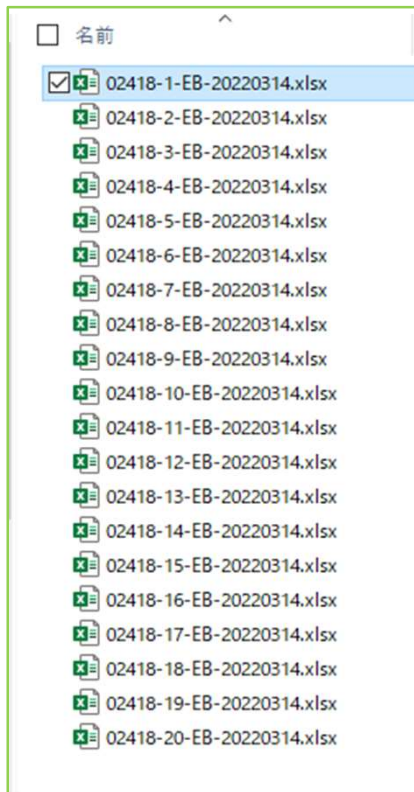 名前
02418-1-EB-20220314.xlsx
02418-2-EB-20220314.xlsx
02418-3-EB-20220314.xlsx
02418-4-EB-20220314.xlsx
02418-5-EB-20220314.xlsx
02418-6-EB-20220314.xlsx
02418-7-EB-20220314.xlsx
02418-8-EB-20220314.xlsx
02418-9-EB-20220314.xlsx
02418-10-EB-20220314.xlsx
02418-11-EB-20220314.xlsx
02418-12-EB-20220314.xlsx
02418-13-EB-20220314.xlsx
02418-14-EB-20220314.xlsx
02418-15-EB-20220314.xlsx
02418-16-EB-20220314.xlsx
02418-17-EB-20220314.xlsx
02418-18-EB-20220314.xlsx
02418-19-EB-20220314.xlsx
02418-20-EB-20220314.xlsx